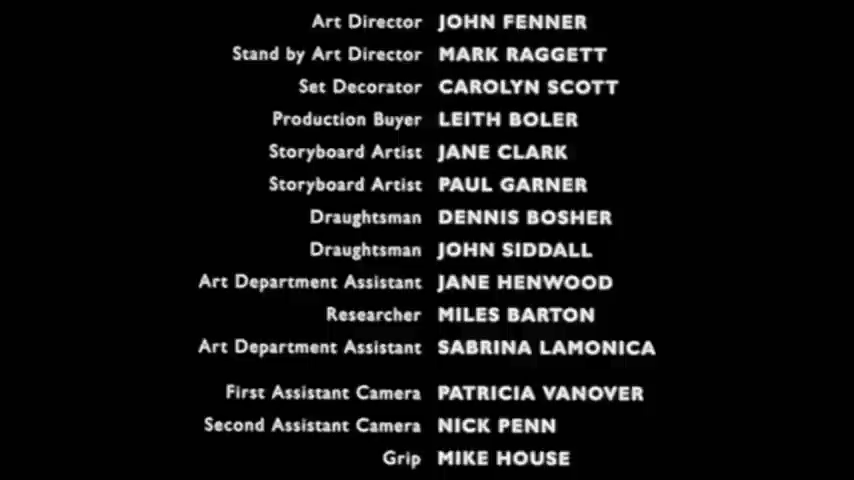 Art Director JOHN FENNER
Stand by Art Director MARK RAGGETT
Set Decorator CAROLYN SCOTT
Production Buyer LEITH BOLER
Storyboard Artist JANE CLARK
Storyboard Artist PAUL GARNER
Draughtsman DENNIS BOSHER
Draughtsman JOHN SIDDALL
Art Department Assistant JANE HENWOOD
Researcher MILES BARTON
Art Department Assistant SABRINA LAMONICA
First Assistant Camera PATRICIA VANOVER
Second Assistant Camera NICK PENN
Grip MIKE HOUSE